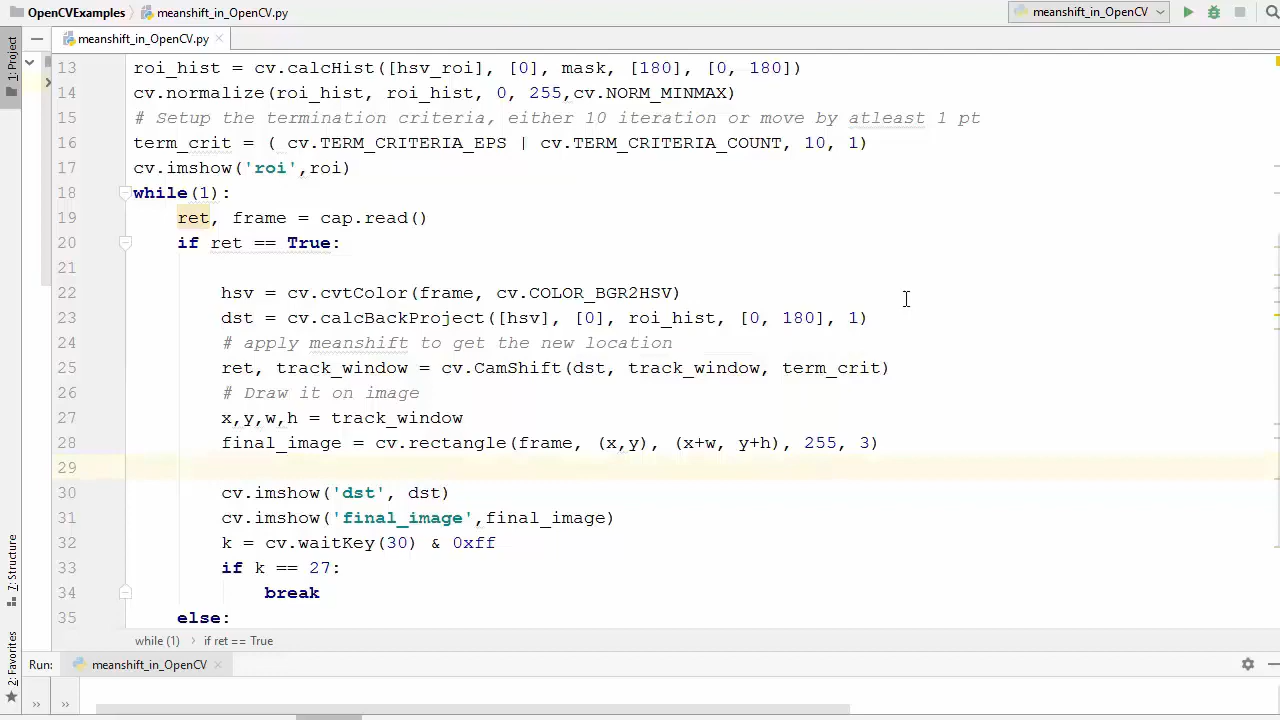 OpenCVExamples meanshift_in_OpenCV.py meanshift_in_OpenCV
1: Project
meanshift_in_OpenCV.py
13 roi_hist = cv.calcHist([hsv_roi], [0], mask, [180], [0, 180])
14 cv.normalize(roi_hist, roi_hist, 0, 255,cv.NORM_MINMAX)
15 # Setup the termination criteria, either 10 iteration or move by atleast 1 pt
16 term_crit = ( cv.TERM_CRITERIA_EPS | cv.TERM_CRITERIA_COUNT, 10, 1)
17 cv.imshow('roi',roi)
18 while(1):
19 ret, frame = cap.read()
20 if ret == True:
21
22 hsv = cv.cvtColor(frame, cv.COLOR_BGR2HSV)
23 dst = cv.calcBackProject([hsv], [0], roi_hist, [0, 180], 1)
24 # apply meanshift to get the new location
25 ret, track_window = cv.CamShift(dst, track_window, term_crit)
26 # Draw it on image
27 x,y,w,h = track_window
28 final_image = cv.rectangle(frame, (x,y), (x+w, y+h), 255, 3)
29
30 cv.imshow('dst', dst)
31 cv.imshow('final_image',final_image)
32 k = cv.waitKey(30) & 0xff
33 if k == 27:
34 break
35 else:
while (1) › if ret == True
7: Structure
2: Favorites
Run: meanshift_in_OpenCV